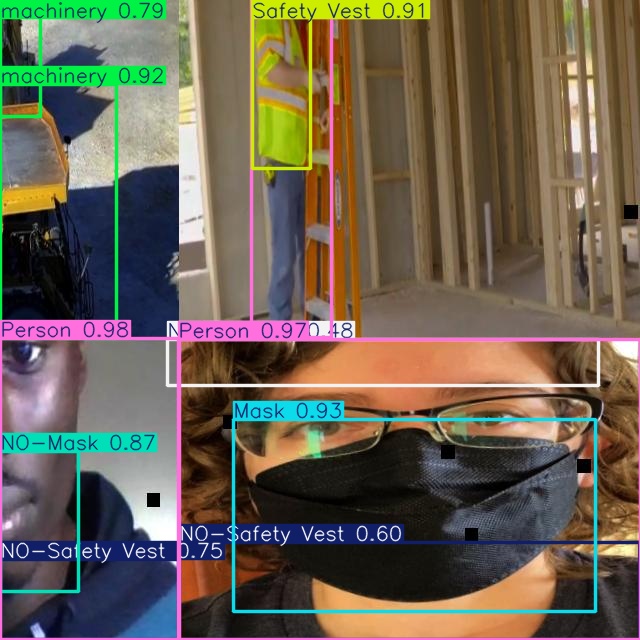 machinery 0.79
Safety Vest 0.91
machinery 0.92
Person 0.98
N
Person 0.97
0.48
Mask 0.93
NO-Mask 0.87
NO-Safety Vest 0.60
NO-Safety Vest 0.75